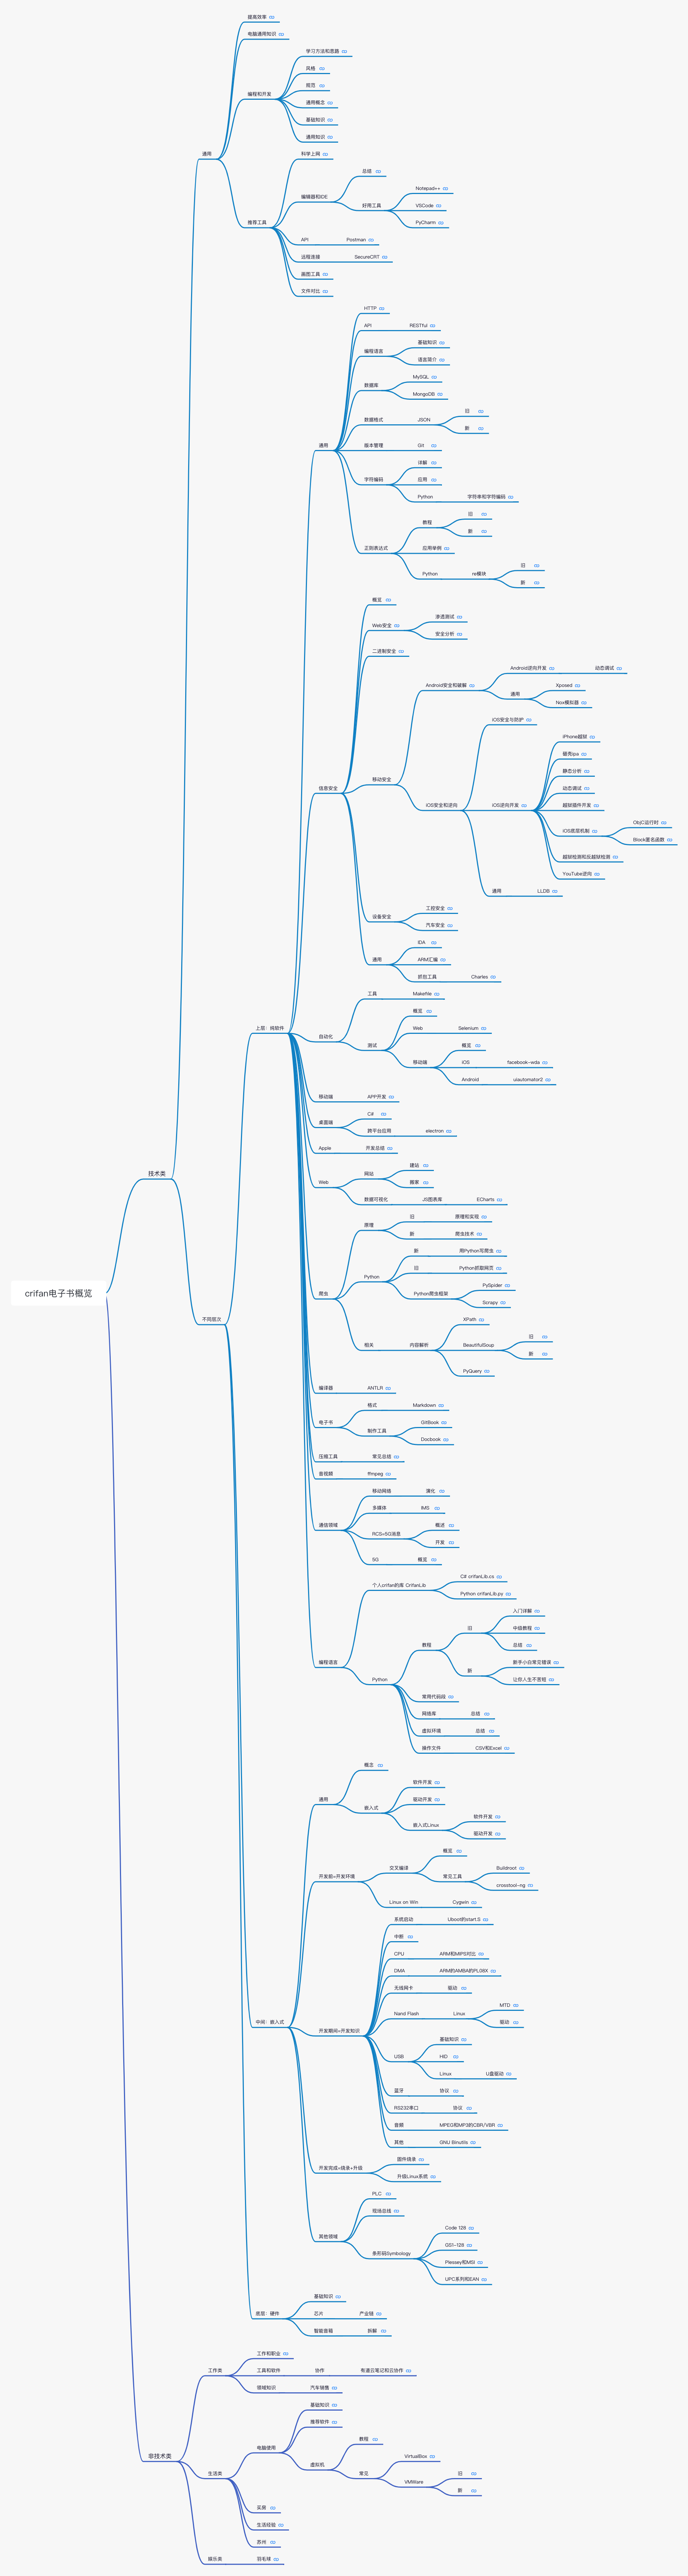 crifan电子书概览
技术类
通用
提高效率
电脑通用知识
编程和开发
学习方法和思路
风格
规范
通用概念
基础知识
通用知识
推荐工具
科学上网
编辑器和IDE
总结
好用工具
Notepad++
VSCode
PyCharm
API
Postman
远程连接
SecureCRT
画图工具
文件对比
不同层次
上层：纯软件
通用
HTTP
API
RESTful
编程语言
基础知识
语言简介
数据库
MySQL
MongoDB
数据格式
JSON
旧
新
版本管理
Git
字符编码
详解
应用
Python
字符串和字符编码
正则表达式
教程
旧
新
应用举例
Python
re模块
旧
新
信息安全
概览
Web安全
渗透测试
安全分析
二进制安全
移动安全
Android安全和破解
Android逆向开发
动态调试
通用
Xposed
Nox模拟器
iOS安全和逆向
iOS安全与防护
iOS逆向开发
iPhone越狱
砸壳ipa
静态分析
动态调试
越狱插件开发
iOS底层机制
ObjC运行时
Block匿名函数
越狱检测和反越狱检测
YouTube逆向
通用
LLDB
设备安全
工控安全
汽车安全
通用
IDA
ARM汇编
抓包工具
Charles
自动化
工具
Makefile
测试
概览
Web
Selenium
移动端
概览
iOS
facebook-wda
Android
uiautomator2
移动端
APP开发
桌面端
C#
跨平台应用
electron
Apple
开发总结
Web
网站
建站
搬家
数据可视化
JS图表库
ECharts
爬虫
原理
旧
原理和实现
新
爬虫技术
Python
新
用Python写爬虫
旧
Python抓取网页
Python爬虫框架
PySpider
Scrapy
相关
内容解析
XPath
BeautifulSoup
旧
新
PyQuery
编译器
ANTLR
电子书
格式
Markdown
制作工具
GitBook
Docbook
压缩工具
常见总结
音视频
ffmpeg
通信领域
移动网络
演化
多媒体
IMS
RCS=5G消息
概述
开发
5G
概览
编程语言
个人crifan的库 CrifanLib
C# crifanLib.cs
Python crifanLib.py
Python
教程
旧
入门详解
中级教程
总结
新
新手小白常见错误
让你人生不苦短
常用代码段
网络库
总结
虚拟环境
总结
操作文件
CSV和Excel
中间：嵌入式
通用
概念
嵌入式
软件开发
驱动开发
嵌入式Linux
软件开发
驱动开发
开发前=开发环境
交叉编译
概览
常见工具
Buildroot
crosstool-ng
Linux on Win
Cygwin
开发期间=开发知识
系统启动
Uboot的start.S
中断
CPU
ARM和MIPS对比
DMA
ARM的AMBA的PL08X
无线网卡
驱动
Nand Flash
Linux
MTD
驱动
USB
基础知识
HID
Linux
U盘驱动
蓝牙
协议
RS232串口
协议
音频
MPEG和MP3的CBR/VBR
其他
GNU Binutils
开发完成=烧录+升级
固件烧录
升级Linux系统
其他领域
PLC
现场总线
条形码Symbology
Code 128
GS1-128
Plessey和MSI
UPC系列和EAN
底层：硬件
基础知识
芯片
产业链
智能音箱
拆解
非技术类
工作类
工作和职业
工具和软件
协作
有道云笔记和云协作
领域知识
汽车销售
生活类
电脑使用
基础知识
推荐软件
虚拟机
教程
常见
VirtualBox
VMWare
旧
新
买房
生活经验
苏州
娱乐类
羽毛球